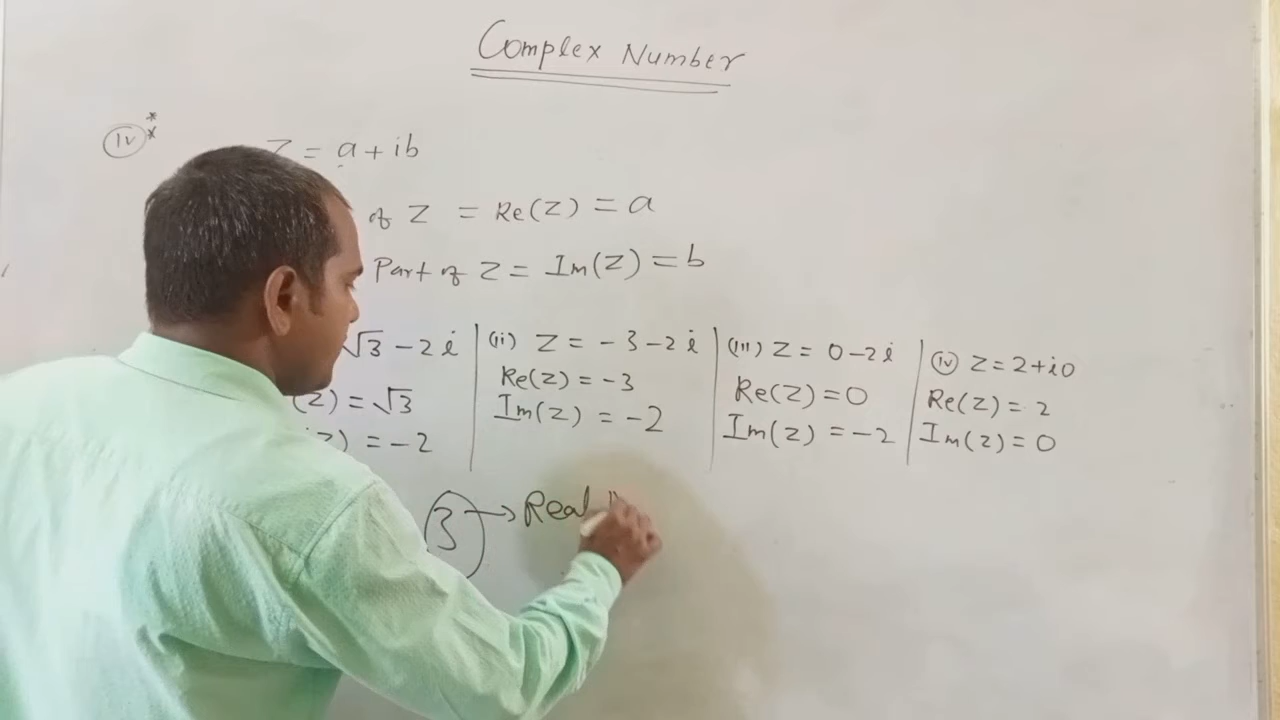 Complex Number
(iv) **
Z = a + ib
of Z = Re(Z) = a
Part of Z = Im(Z) = b
√3 - 2i | (ii) Z = - 3 - 2i | (iii) Z = 0 - 2i | (iv) Z = 2 + i0
(Z) = √3 | Re(Z) = - 3 | Re(Z) = 0 | Re(Z) = 2
Z) = - 2 | Im(Z) = - 2 | Im(Z) = - 2 | Im(Z) = 0
3 → Real